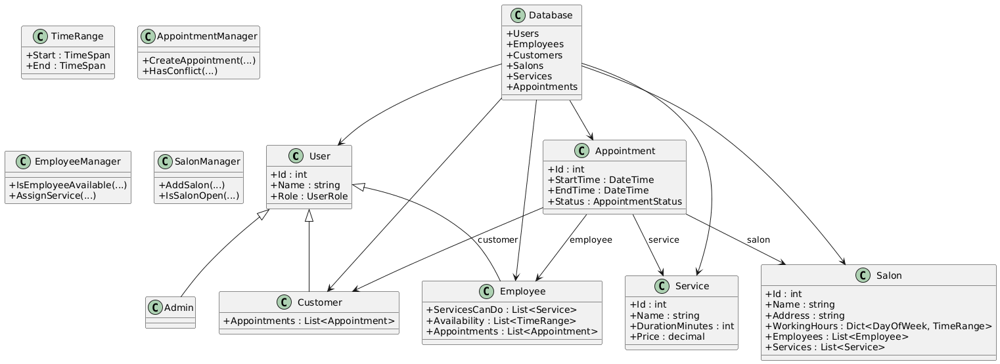 TimeRange
+Start : TimeSpan
+End : TimeSpan
AppointmentManager
+CreateAppointment(...)
+HasConflict(...)
Database
+Users
+Employees
+Customers
+Salons
+Services
+Appointments
EmployeeManager
+IsEmployeeAvailable(...)
+AssignService(...)
SalonManager
+AddSalon(...)
+IsSalonOpen(...)
User
+Id : int
+Name : string
+Role : UserRole
Appointment
+Id : int
+StartTime : DateTime
+EndTime : DateTime
+Status : AppointmentStatus
customer
employee
service
salon
Admin
Customer
+Appointments : List<Appointment>
Employee
+ServicesCanDo : List<Service>
+Availability : List<TimeRange>
+Appointments : List<Appointment>
Service
+Id : int
+Name : string
+DurationMinutes : int
+Price : decimal
Salon
+Id : int
+Name : string
+Address : string
+WorkingHours : Dict<DayOfWeek, TimeRange>
+Employees : List<Employee>
+Services : List<Service>